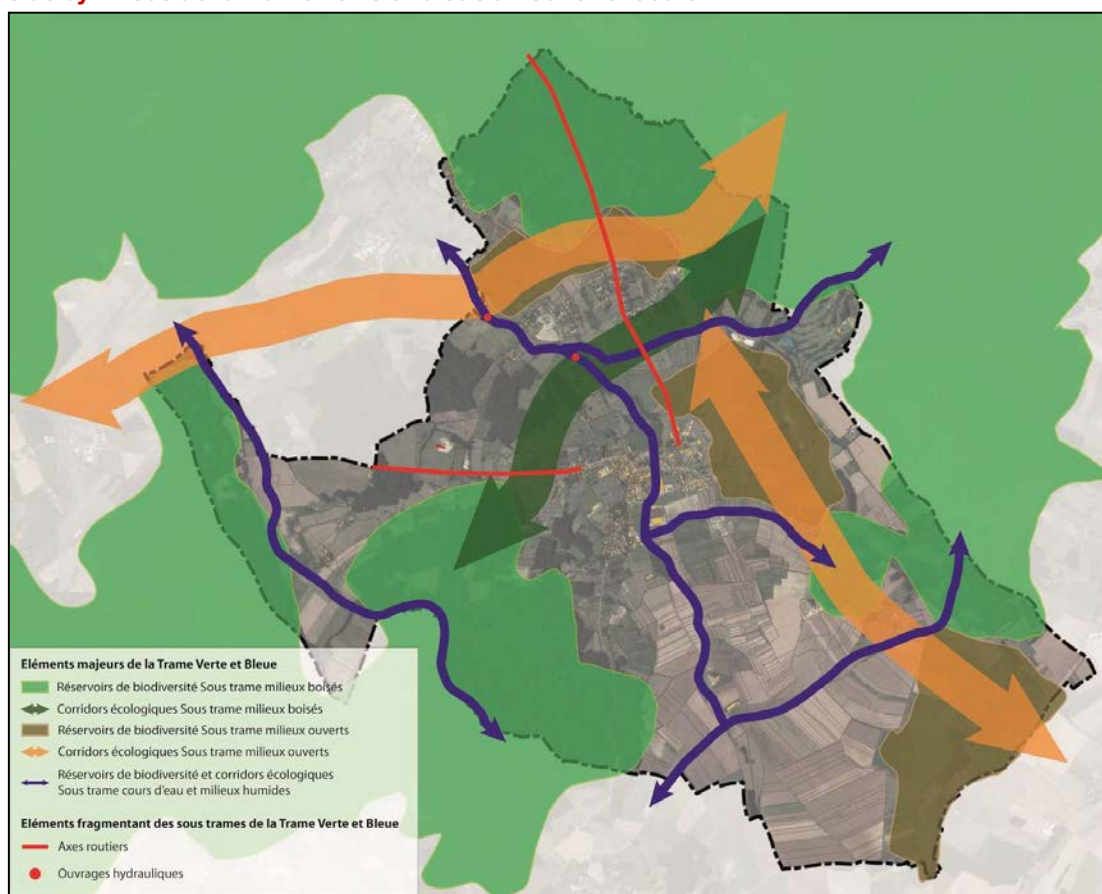 Eléments majeurs de la Trame Verte et Bleue
Réservoirs de biodiversité Sous trame milieux boisés
Corridors écologiques Sous trame milieux boisés
Réservoirs de biodiversité Sous trame milieux ouverts
Corridors écologiques Sous trame milieux ouverts
Réservoirs de biodiversité et corridors écologiques
Sous trame cours d'eau et milieux humides
Eléments fragmentant des sous trames de la Trame Verte et Bleue
Axes routiers
Ouvrages hydrauliques